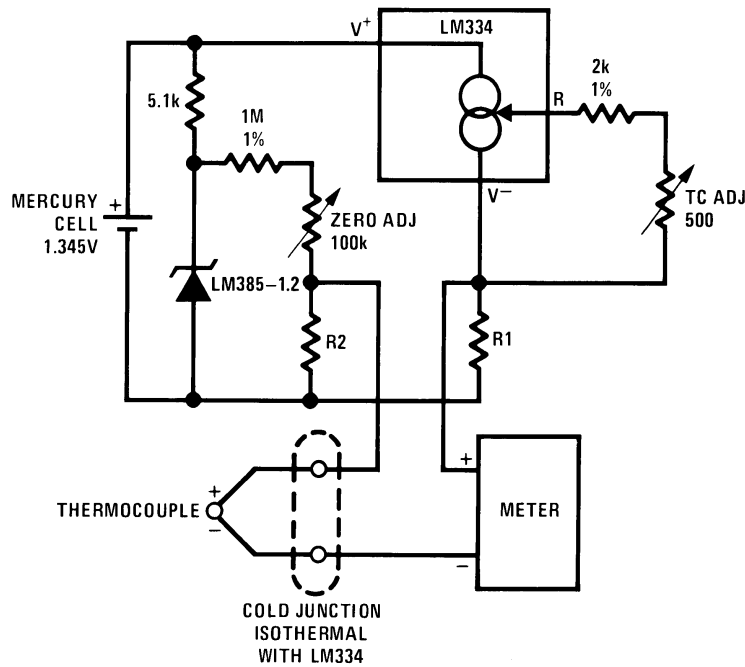 V+
LM334
5.1k
1M
1%
R
2k
1%
MERCURY
CELL
1.345V
+
ZERO ADJ
100k
V−
TC ADJ
500
LM385–1.2
R2
R1
+
THERMOCOUPLE
+
−
METER
−
COLD JUNCTION
ISOTHERMAL
WITH LM334